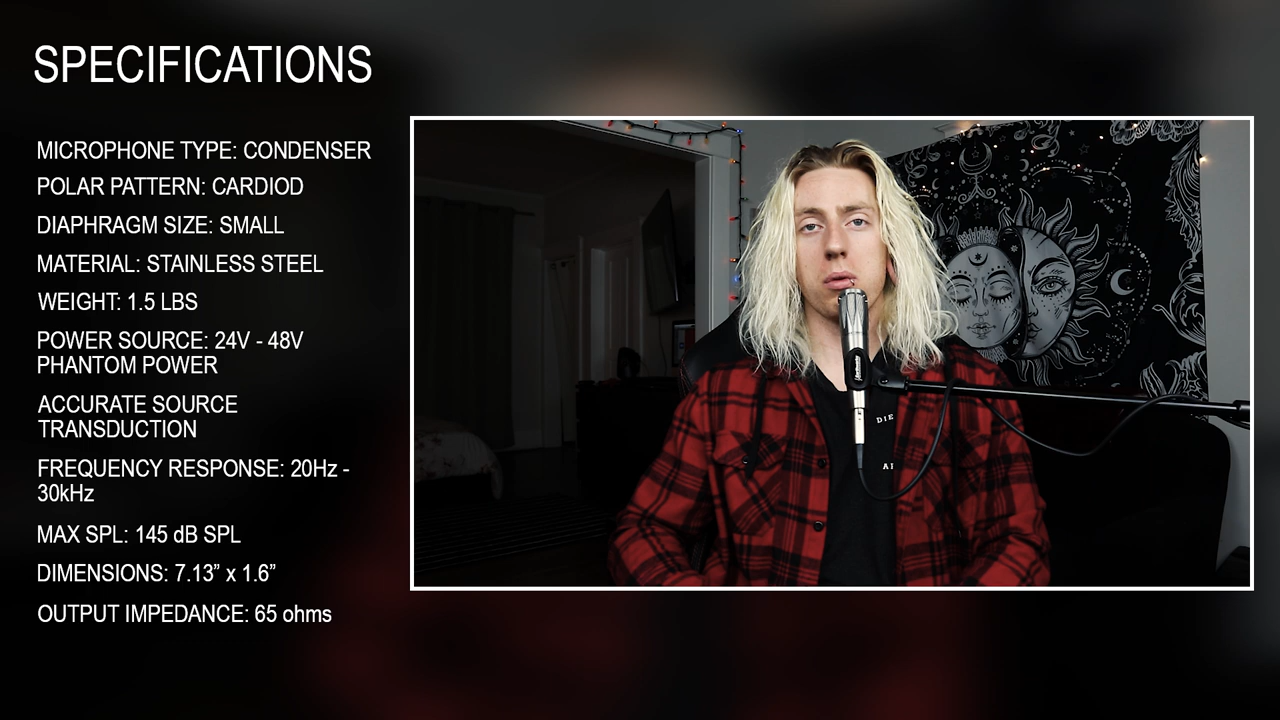 SPECIFICATIONS
MICROPHONE TYPE: CONDENSER
POLAR PATTERN: CARDIOD
DIAPHRAGM SIZE: SMALL
MATERIAL: STAINLESS STEEL
WEIGHT: 1.5 LBS
POWER SOURCE: 24V - 48V
PHANTOM POWER
ACCURATE SOURCE
TRANSDUCTION
FREQUENCY RESPONSE: 20Hz -
30kHz
MAX SPL: 145 dB SPL
DIMENSIONS: 7.13” x 1.6”
OUTPUT IMPEDANCE: 65 ohms
DIE
AI